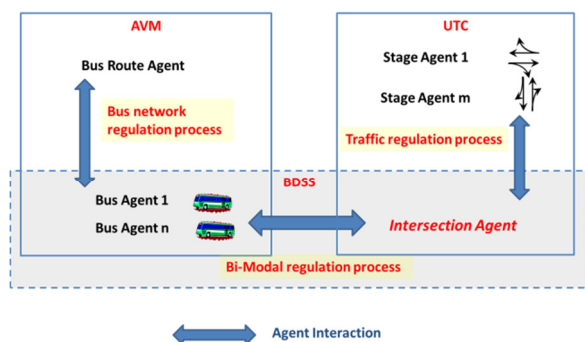 AVM
UTC
Bus Route Agent
Stage Agent 1
Stage Agent m
Bus network
regulation process
Traffic regulation process
BDSS
Bus Agent 1
Bus Agent n
Intersection Agent
Bi-Modal regulation process
Agent Interaction